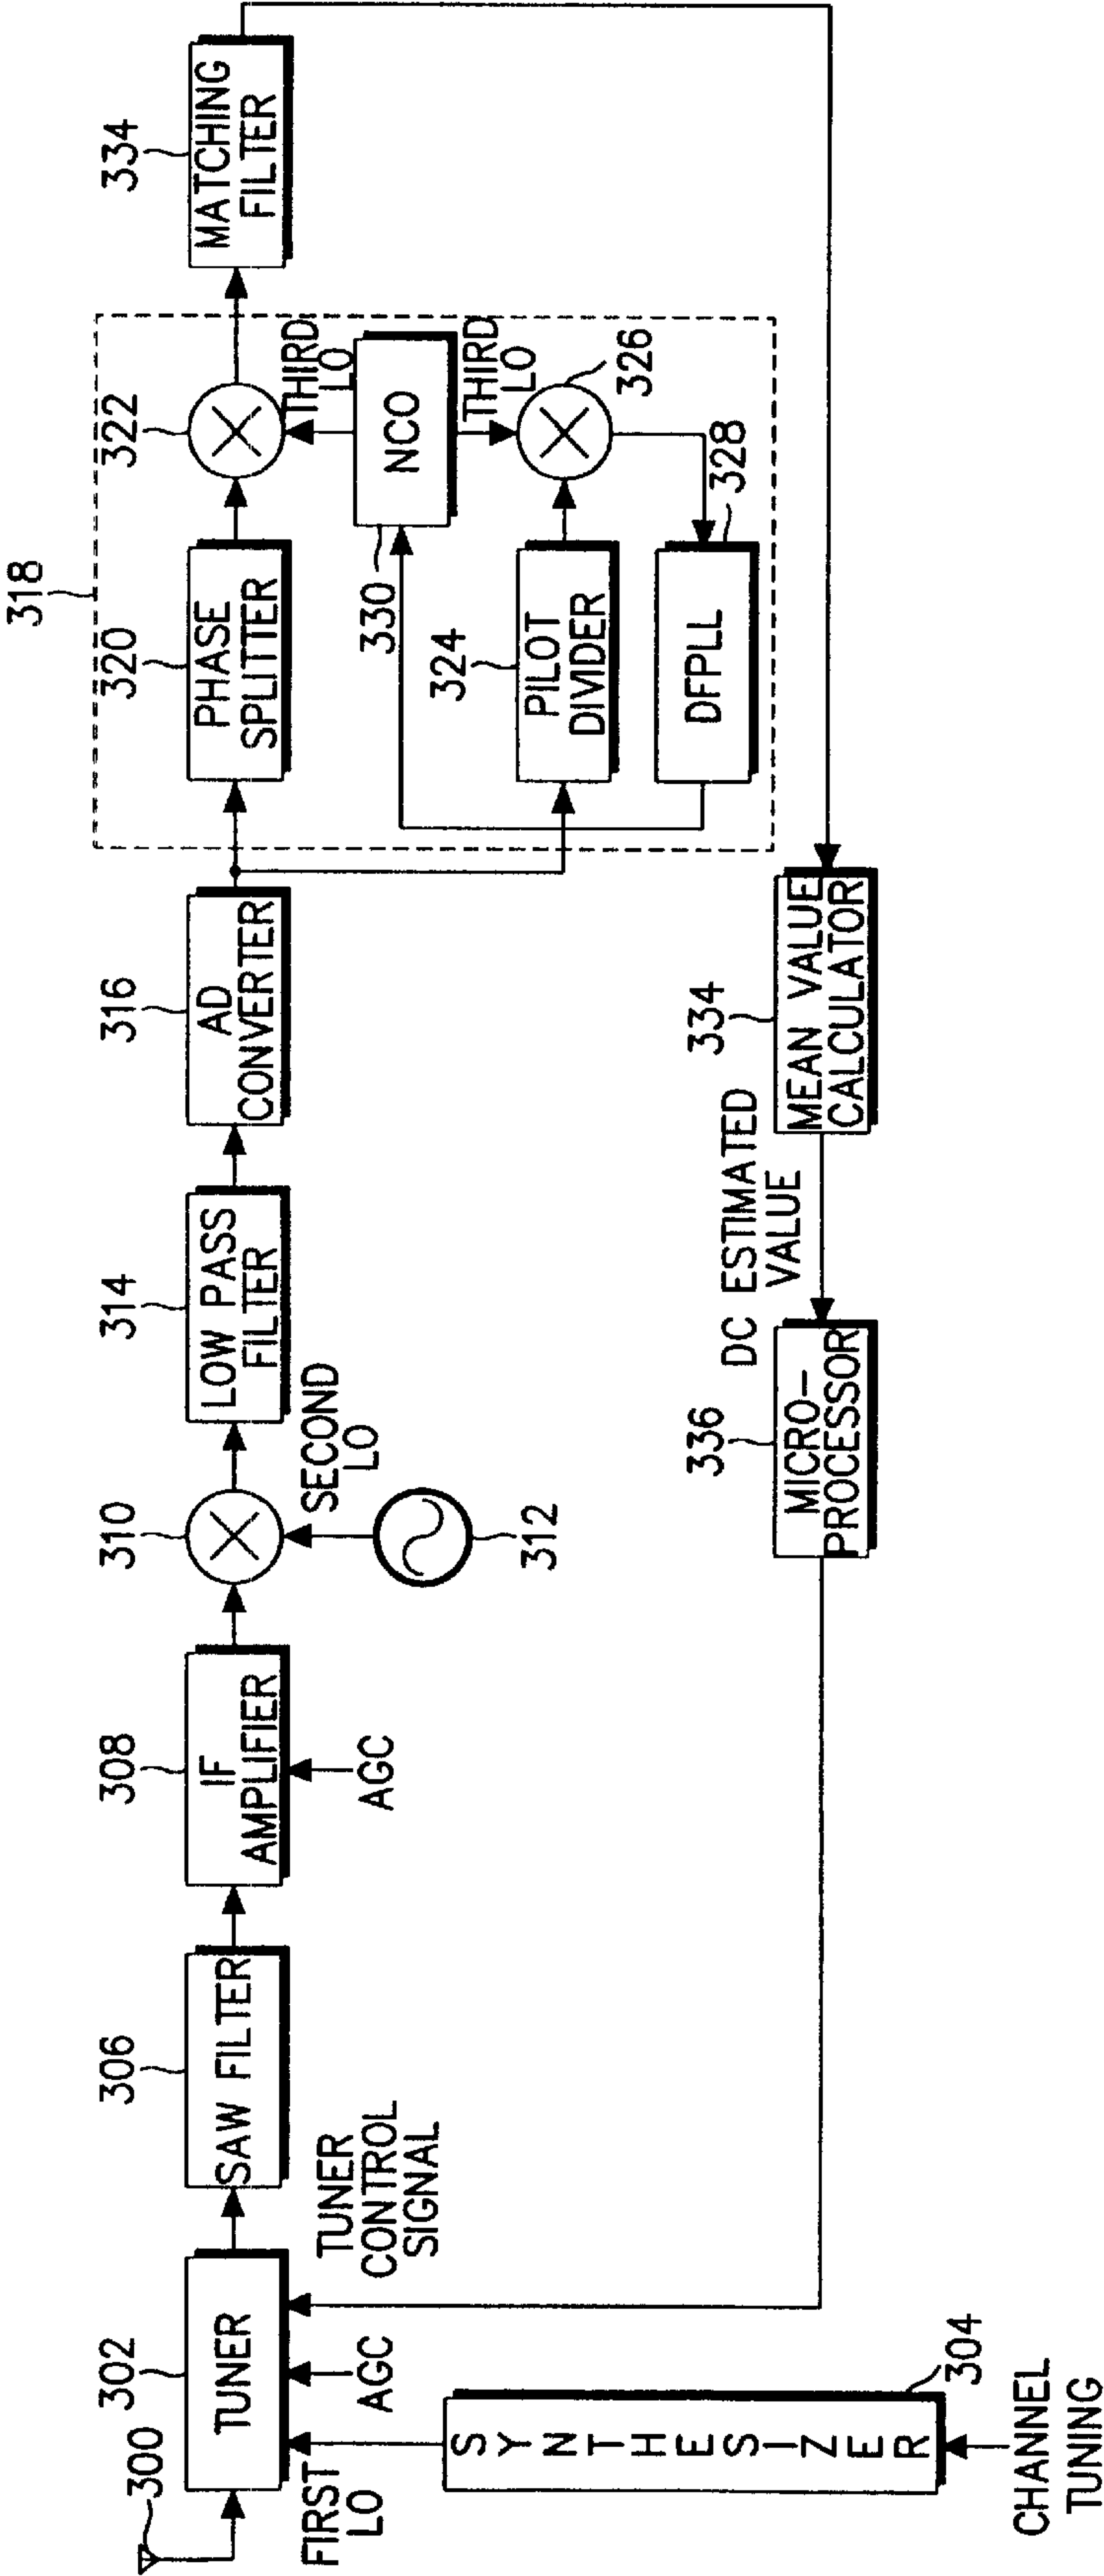 300
302
TUNER
FIRST
LO
AGC
TUNER
CONTROL
SIGNAL
SYNTHESIZER
304
CHANNEL
TUNING
306
SAW FILTER
308
IF
AMPLIFIER
AGC
310
SECOND
LO
312
314
LOW PASS
FILTER
316
AD
CONVERTER
318
320
PHASE
SPLITTER
322
THIRD
LO
330
NCO
THIRD
LO
324
PILOT
DIVIDER
326
328
DFPLL
334
MATCHING
FILTER
334
MEAN VALUE
CALCULATOR
DC ESTIMATED
VALUE
336
MICRO-
PROCESSOR